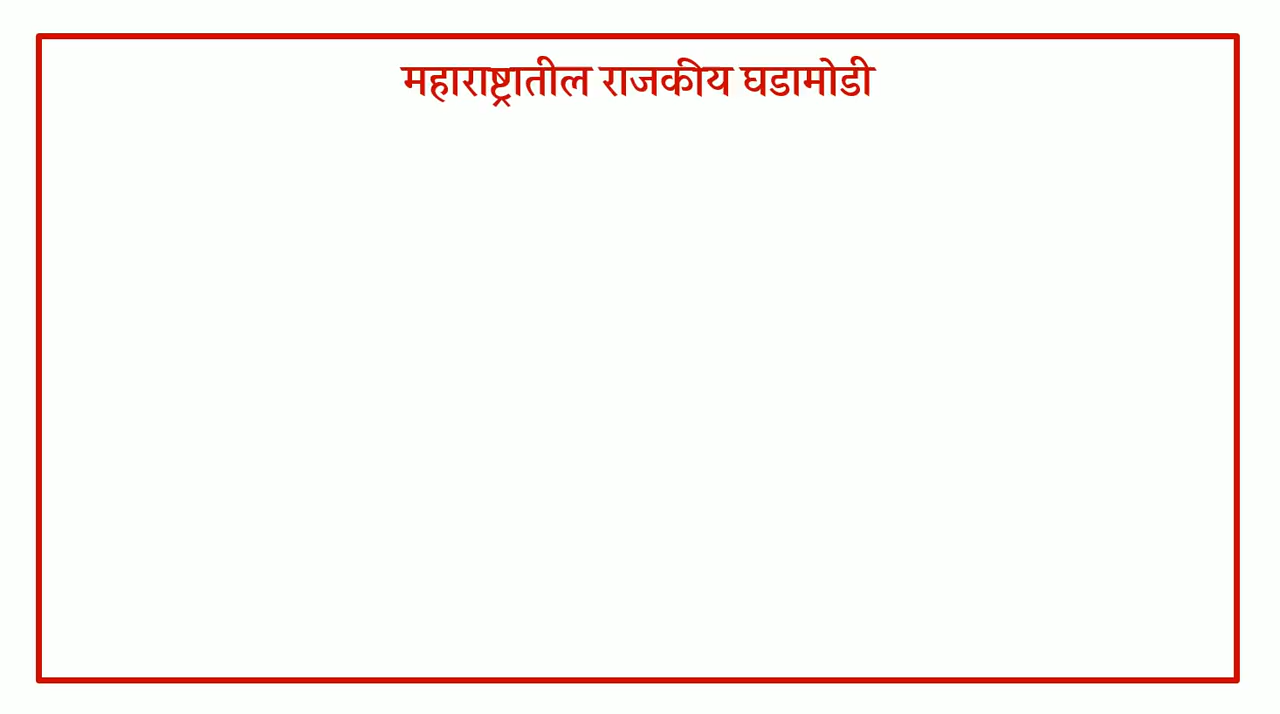 महाराष्ट्रातील राजकीय घडामोडी